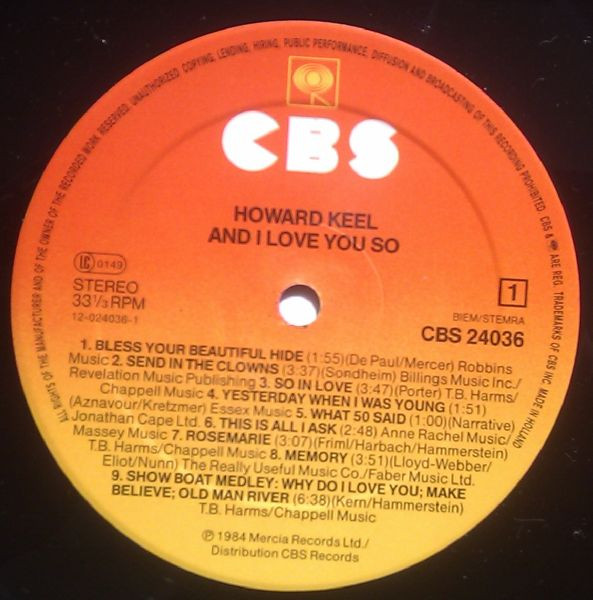 ALL RIGHTS OF THE MANUFACTURER AND OF THE OWNER OF THE RECORDED WORK RESERVED. UNAUTHORIZED COPYING, LENDING, HIRING, PUBLIC PERFORMANCE, DIFFUSION AND BROADCASTING OF THIS RECORDING PROHIBITED. CBS & ARE REG. TRADEMARKS OF CBS INC. MADE IN HOLLAND
CBS
HOWARD KEEL
AND I LOVE YOU SO
LC 0149
STEREO
33⅓ RPM
12-024036-1
1
BIEM/STEMRA
CBS 24036
1. BLESS YOUR BEAUTIFUL HIDE (1:55)(De Paul/Mercer) Robbins
Music 2. SEND IN THE CLOWNS (3:37)(Sondheim) Billings Music Inc./
Revelation Music Publishing 3. SO IN LOVE (3:47)(Porter) T.B. Harms/
Chappell Music 4. YESTERDAY WHEN I WAS YOUNG (1:51)
(Aznavour/Kretzmer) Essex Music 5. WHAT 50 SAID (1:00)(Narrative)
Jonathan Cape Ltd. 6. THIS IS ALL I ASK (2:48) Anne Rachel Music/
Massey Music 7. ROSEMARIE (3:07)(Friml/Harbach/Hammerstein)
T.B. Harms/Chappell Music 8. MEMORY (3:51)(Lloyd-Webber/
Eliot/Nunn) The Really Useful Music Co./Faber Music Ltd.
9. SHOW BOAT MEDLEY: WHY DO I LOVE YOU; MAKE
BELIEVE; OLD MAN RIVER (6:38)(Kern/Hammerstein)
T.B. Harms/Chappell Music
℗ 1984 Mercia Records Ltd./
Distribution CBS Records